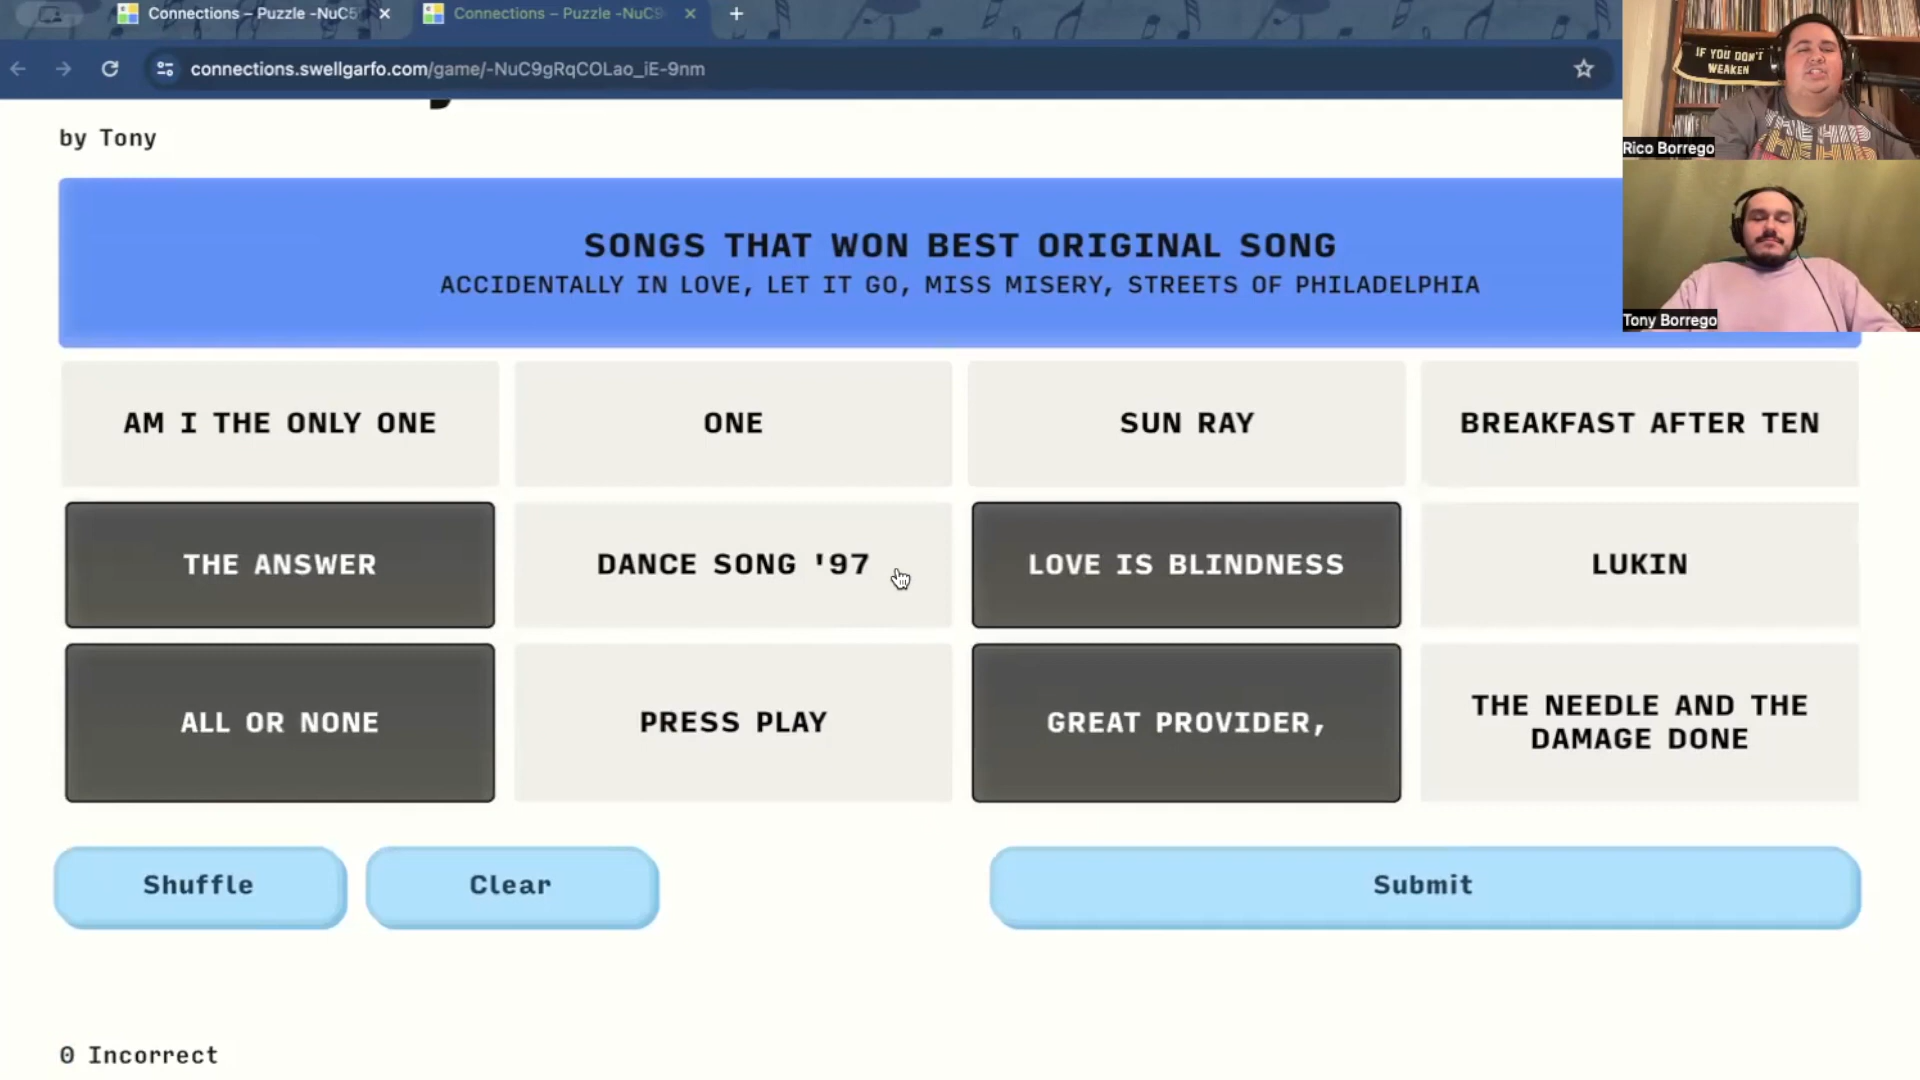 Connections – Puzzle -NuC5
Connections – Puzzle -NuC9
connections.swellgarfo.com/game/-NuC9gRqCOLao_iE-9nm
IF YOU DON'T
WEAKEN
Rico Borrego
Tony Borrego
by Tony
SONGS THAT WON BEST ORIGINAL SONG
ACCIDENTALLY IN LOVE, LET IT GO, MISS MISERY, STREETS OF PHILADELPHIA
AM I THE ONLY ONE
ONE
SUN RAY
BREAKFAST AFTER TEN
THE ANSWER
DANCE SONG '97
LOVE IS BLINDNESS
LUKIN
ALL OR NONE
PRESS PLAY
GREAT PROVIDER,
THE NEEDLE AND THE
DAMAGE DONE
Shuffle
Clear
Submit
0 Incorrect